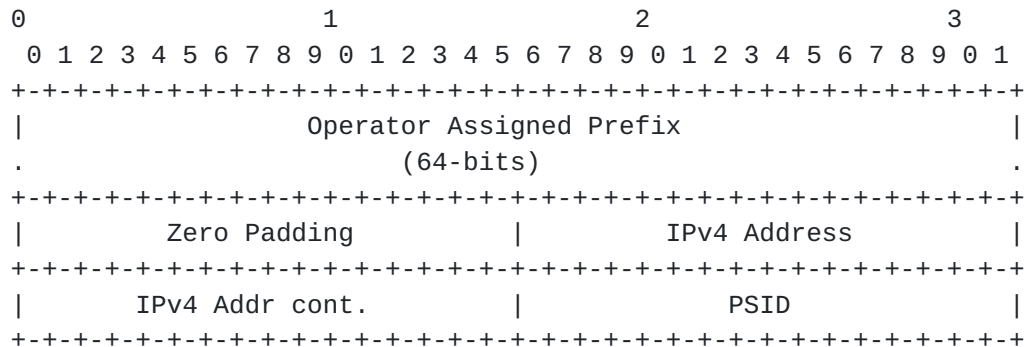 0                   1                   2                   3
 0 1 2 3 4 5 6 7 8 9 0 1 2 3 4 5 6 7 8 9 0 1 2 3 4 5 6 7 8 9 0 1
+-+-+-+-+-+-+-+-+-+-+-+-+-+-+-+-+-+-+-+-+-+-+-+-+-+-+-+-+-+-+-+-+
|                  Operator Assigned Prefix                     |
.                        (64-bits)                              .
+-+-+-+-+-+-+-+-+-+-+-+-+-+-+-+-+-+-+-+-+-+-+-+-+-+-+-+-+-+-+-+-+
|         Zero Padding          |         IPv4 Address          |
+-+-+-+-+-+-+-+-+-+-+-+-+-+-+-+-+-+-+-+-+-+-+-+-+-+-+-+-+-+-+-+-+
|       IPv4 Addr cont.         |             PSID              |
+-+-+-+-+-+-+-+-+-+-+-+-+-+-+-+-+-+-+-+-+-+-+-+-+-+-+-+-+-+-+-+-+